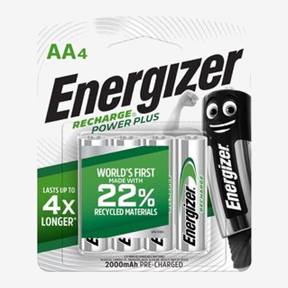 AA4
Energizer
RECHARGE
POWER PLUS
WORLD'S FIRST
MADE WITH
22%
RECYCLED MATERIALS
LASTS UP TO
4X
LONGER*
Energizer
RECHARGE
2000mAh PRE-CHARGED